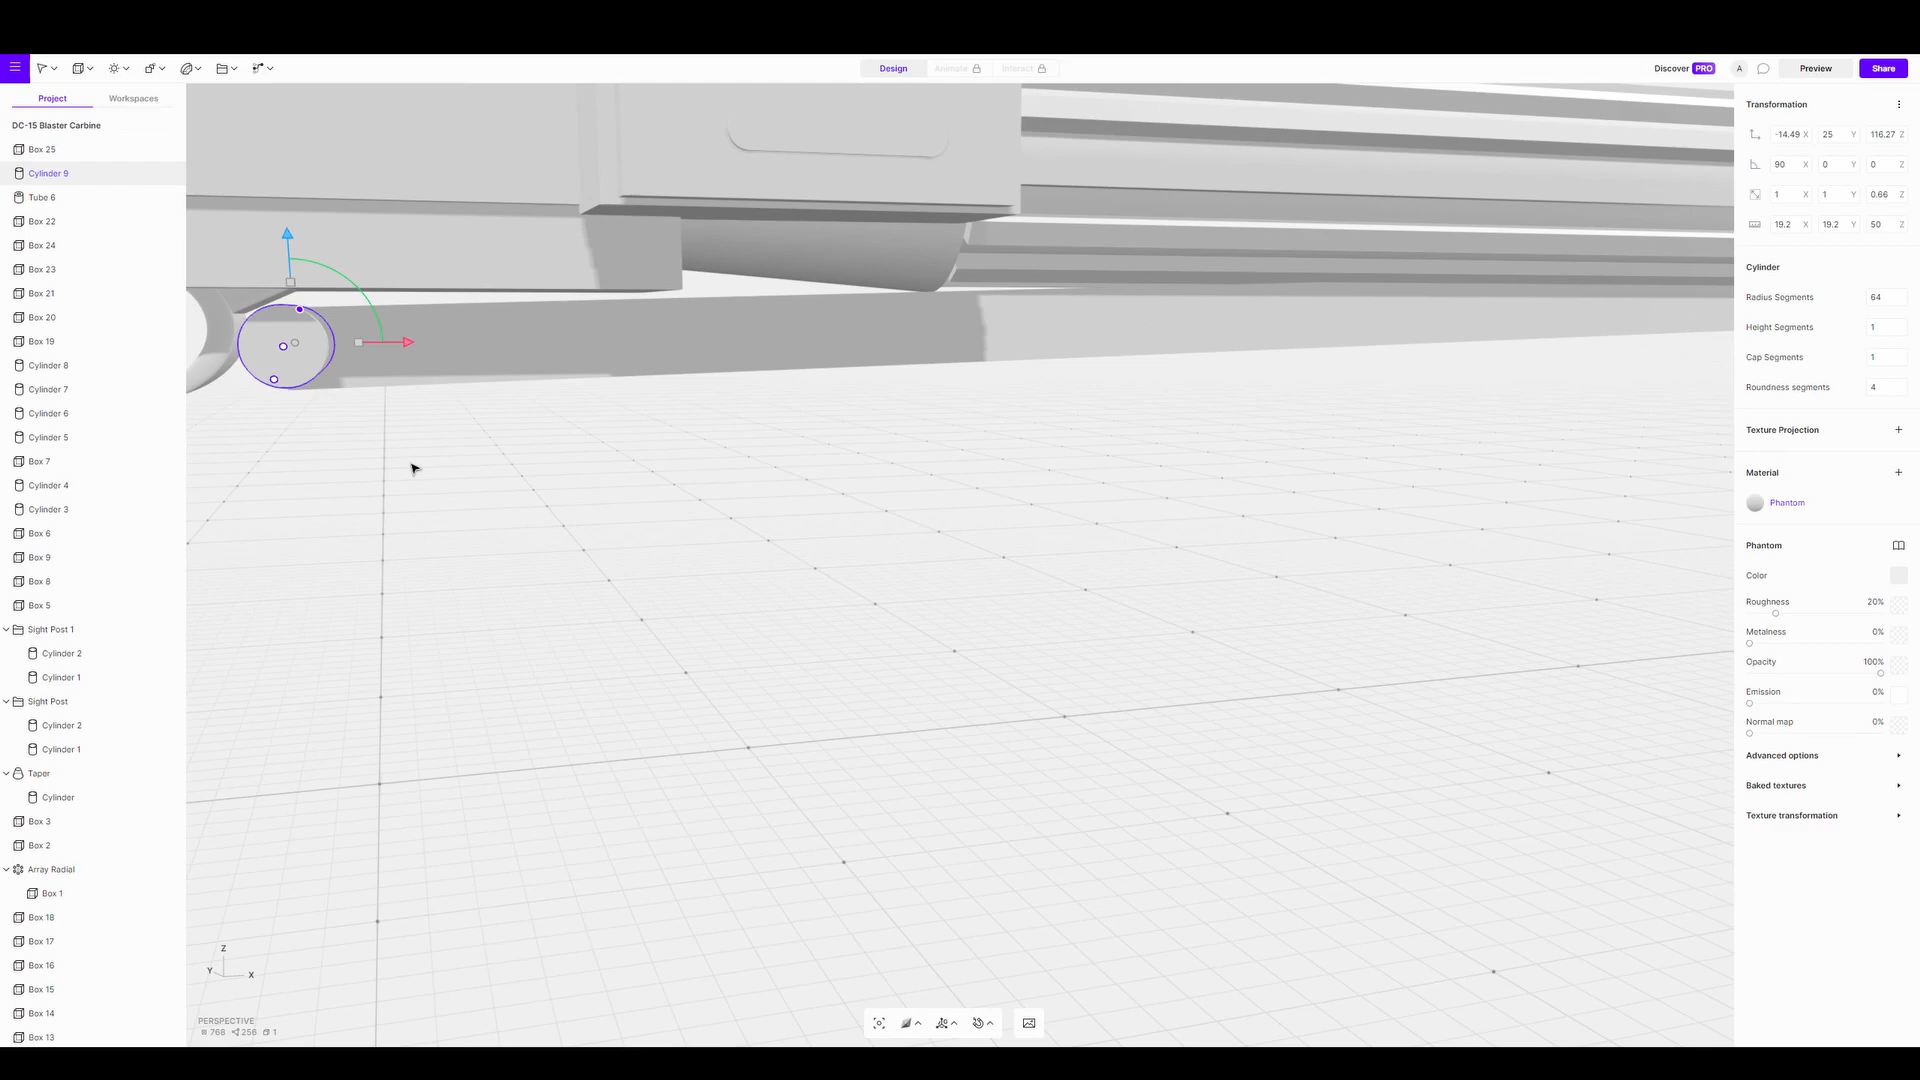 Design Animate Interact Discover PRO A Preview Share
Project Workspaces
DC-15 Blaster Carbine
Box 25
Cylinder 9
Tube 6
Box 22
Box 24
Box 23
Box 21
Box 20
Box 19
Cylinder 8
Cylinder 7
Cylinder 6
Cylinder 5
Box 7
Cylinder 4
Cylinder 3
Box 6
Box 9
Box 8
Box 5
Sight Post 1
Cylinder 2
Cylinder 1
Sight Post
Cylinder 2
Cylinder 1
Taper
Cylinder
Box 3
Box 2
Array Radial
Box 1
Box 18
Box 17
Box 16
Box 15
Box 14
Box 13
Z
Y X
PERSPECTIVE
768 256 1
Transformation
-14.49 X 25 Y 116.27 Z
90 X 0 Y 0 Z
1 X 1 Y 0.66 Z
19.2 X 19.2 Y 50 Z
Cylinder
Radius Segments 64
Height Segments 1
Cap Segments 1
Roundness segments 4
Texture Projection +
Material +
Phantom
Phantom
Color
Roughness 20%
Metalness 0%
Opacity 100%
Emission 0%
Normal map 0%
Advanced options
Baked textures
Texture transformation